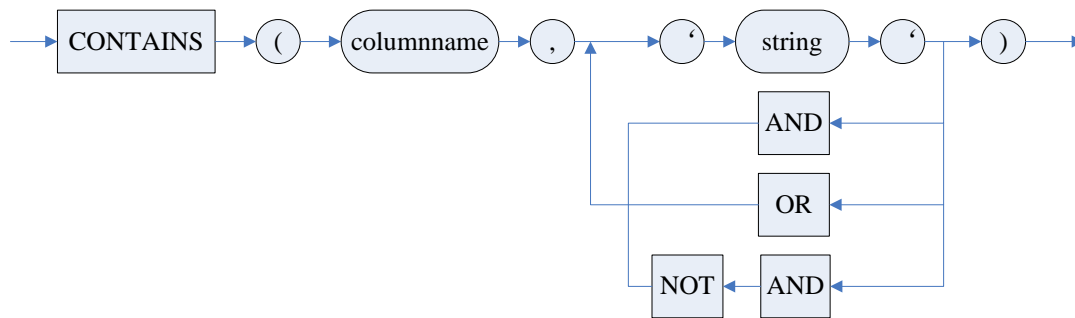 CONTAINS ( columnname , ‘ string ‘ )
AND
OR
NOT AND